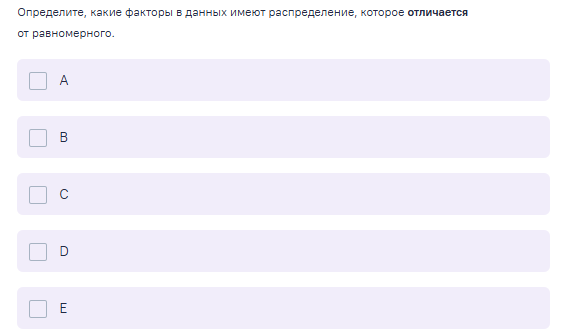 Определите, какие факторы в данных имеют распределение, которое отличается
от равномерного.
A
B
C
D
E